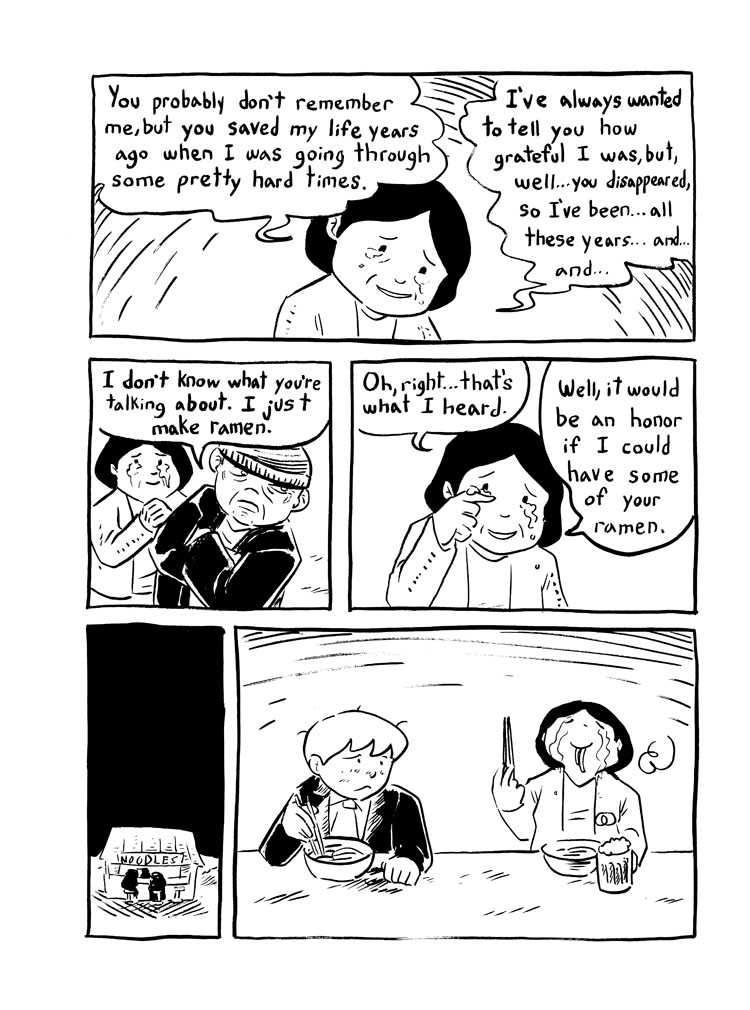 You probably don't remember
me, but you saved my life years
ago when I was going through
some pretty hard times.
I've always wanted
to tell you how
grateful I was, but,
well...you disappeared,
so I've been...all
these years... and...
and...
I don't know what you're
talking about. I just
make ramen.
Oh, right...that's
what I heard.
Well, it would
be an honor
if I could
have some
of your
ramen.
NOODLES!